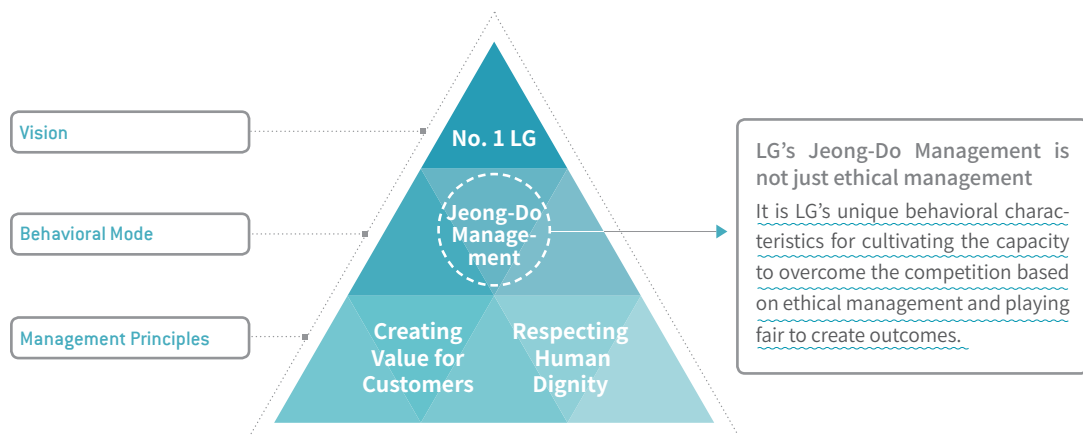 Vision
Behavioral Mode
Management Principles
No. 1 LG
Jeong-Do
Manage-
ment
Creating
Value for
Customers
Respecting
Human
Dignity
LG’s Jeong-Do Management is
not just ethical management
It is LG’s unique behavioral charac-
teristics for cultivating the capacity
to overcome the competition based
on ethical management and playing
fair to create outcomes.